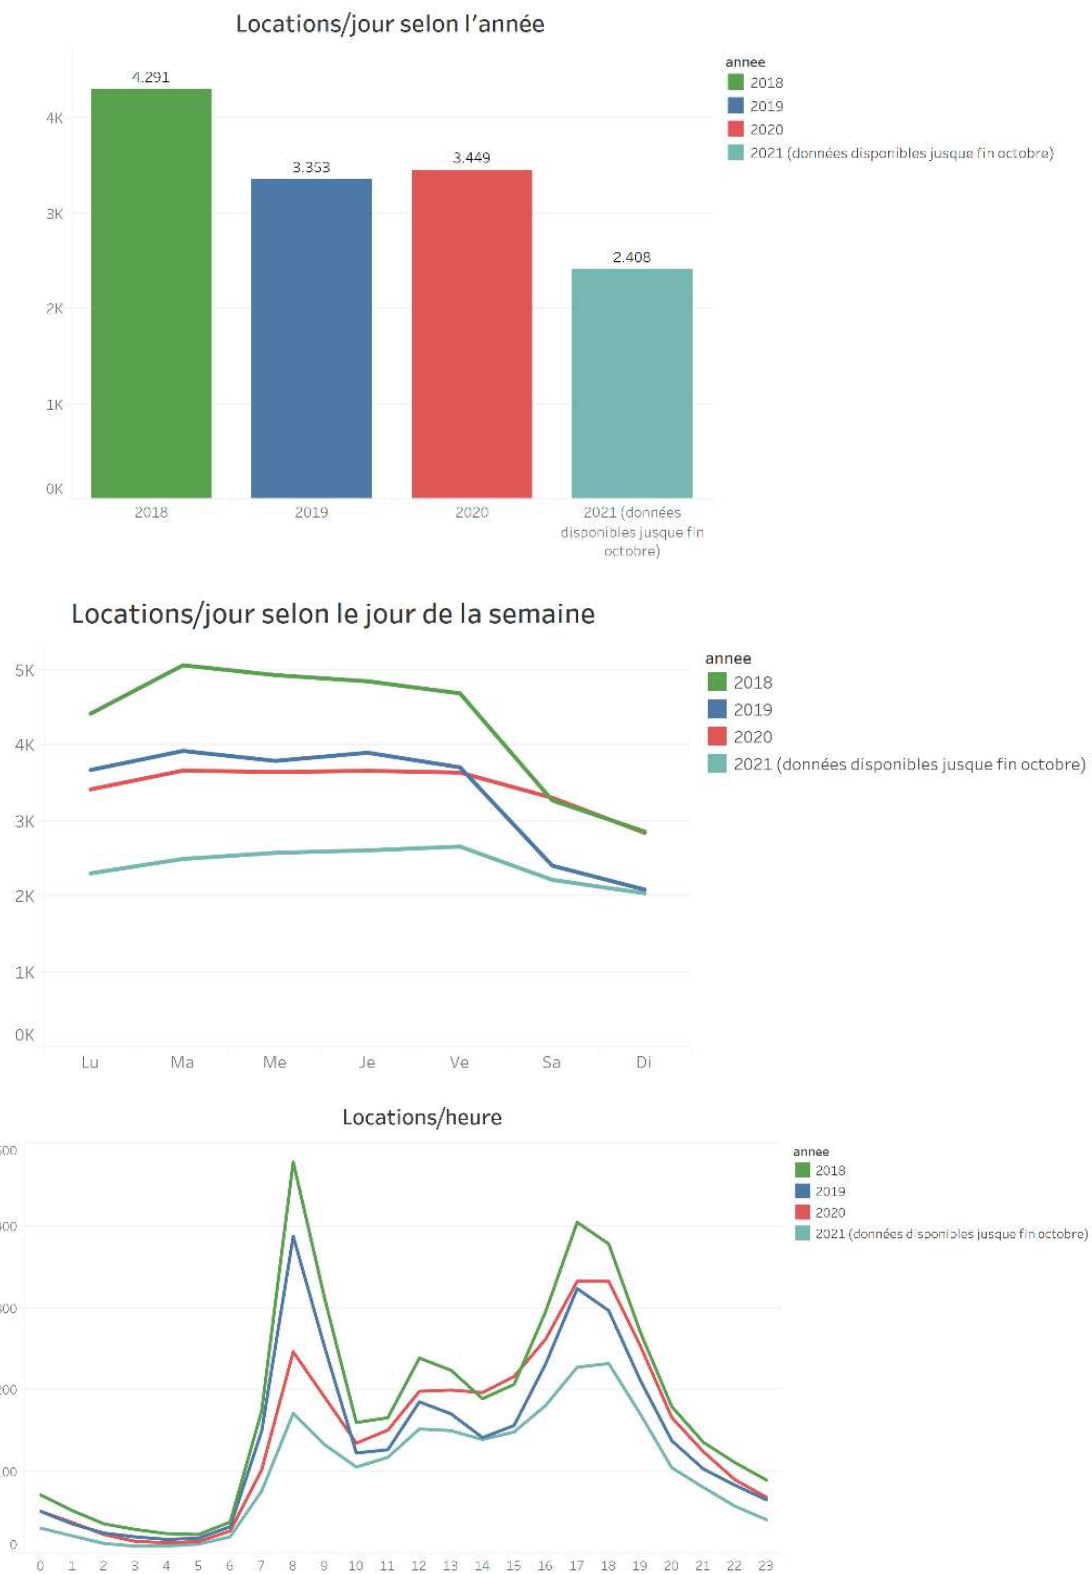 Locations/jour selon l'année
4.291
3.353
3.449
2.408
4K
3K
2K
1K
0K
2018
2019
2020
2021 (données
disponibles jusque fin
octobre)
annee
2018
2019
2020
2021 (données disponibles jusque fin octobre)
Locations/jour selon le jour de la semaine
5K
4K
3K
2K
1K
0K
Lu Ma Me Je Ve Sa Di
annee
2018
2019
2020
2021 (données disponibles jusque fin octobre)
Locations/heure
00
00
00
00
00
0
0 1 2 3 4 5 6 7 8 9 10 11 12 13 14 15 16 17 18 19 20 21 22 23
annee
2018
2019
2020
2021 (données disponibles jusque fin octobre)